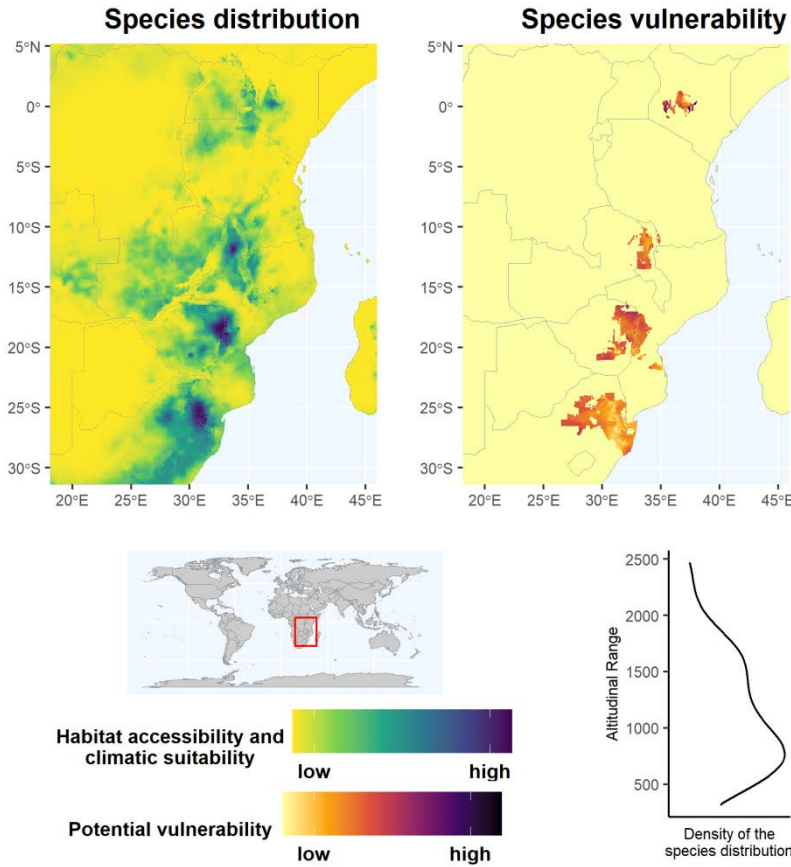 Species distribution
Species vulnerability
5°N
0°
5°S
10°S
15°S
20°S
25°S
30°S
20°E 25°E 30°E 35°E 40°E 45°E
5°N
0°
5°S
10°S
15°S
20°S
25°S
30°S
20°E 25°E 30°E 35°E 40°E 45°E
Habitat accessibility and
climatic suitability
low high
Potential vulnerability
low high
2500
2000
1500
1000
500
Altitudinal Range
Density of the
species distribution